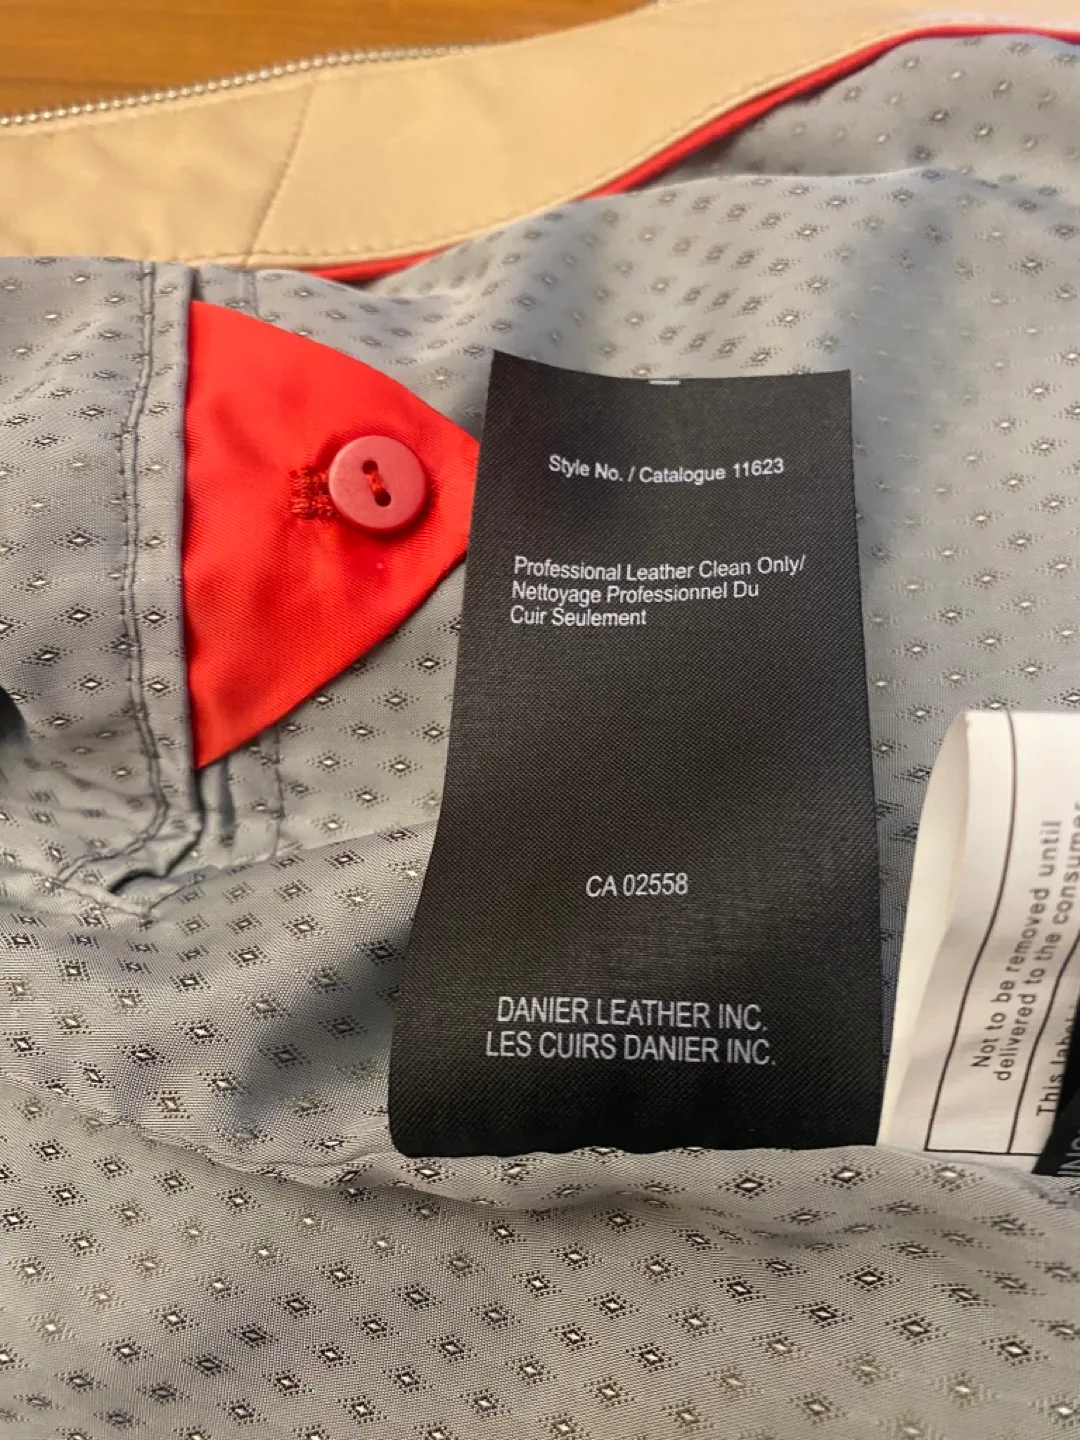 Style No. / Catalogue 11623
Professional Leather Clean Only/
Nettoyage Professionnel Du
Cuir Seulement
CA 02558
DANIER LEATHER INC.
LES CUIRS DANIER INC.
Not to be removed until
delivered to the consumer
This